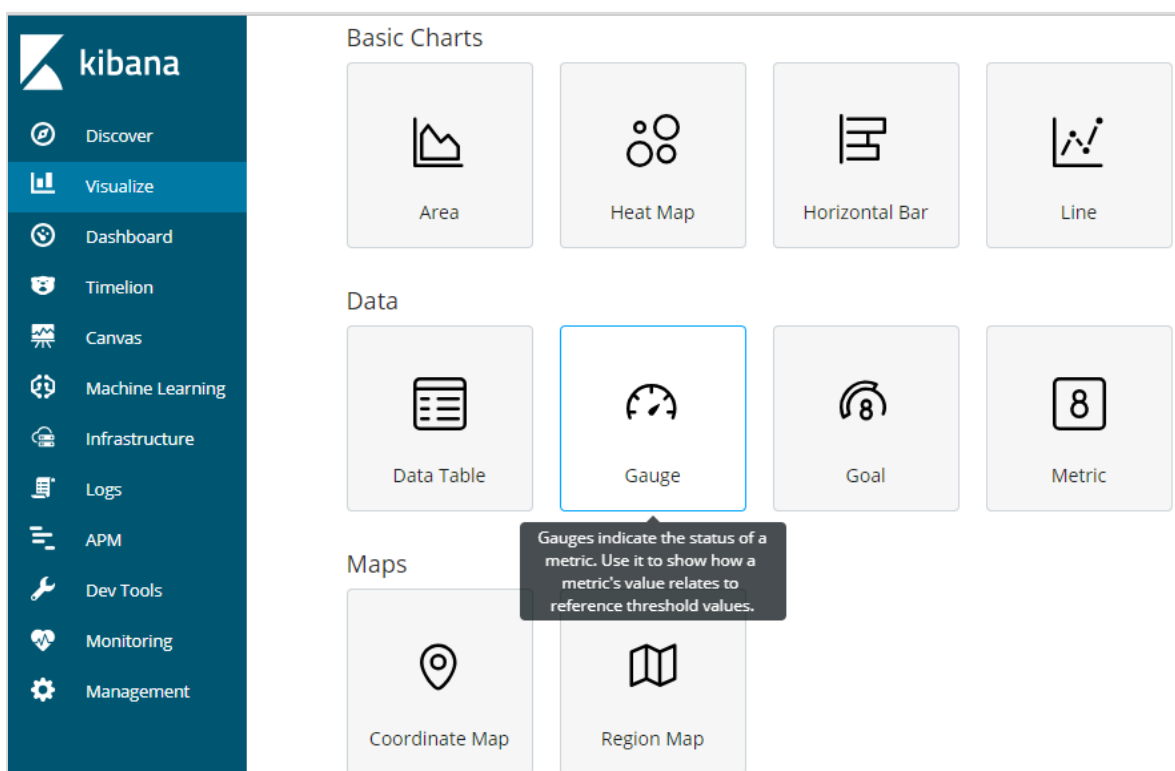 kibana
Discover
Visualize
Dashboard
Timelion
Canvas
Machine Learning
Infrastructure
Logs
APM
Dev Tools
Monitoring
Management
Basic Charts
Area
Heat Map
Horizontal Bar
Line
Data
Data Table
Gauge
Goal
8
Metric
8
Gauges indicate the status of a
metric. Use it to show how a
metric's value relates to
reference threshold values.
Maps
Coordinate Map
Region Map